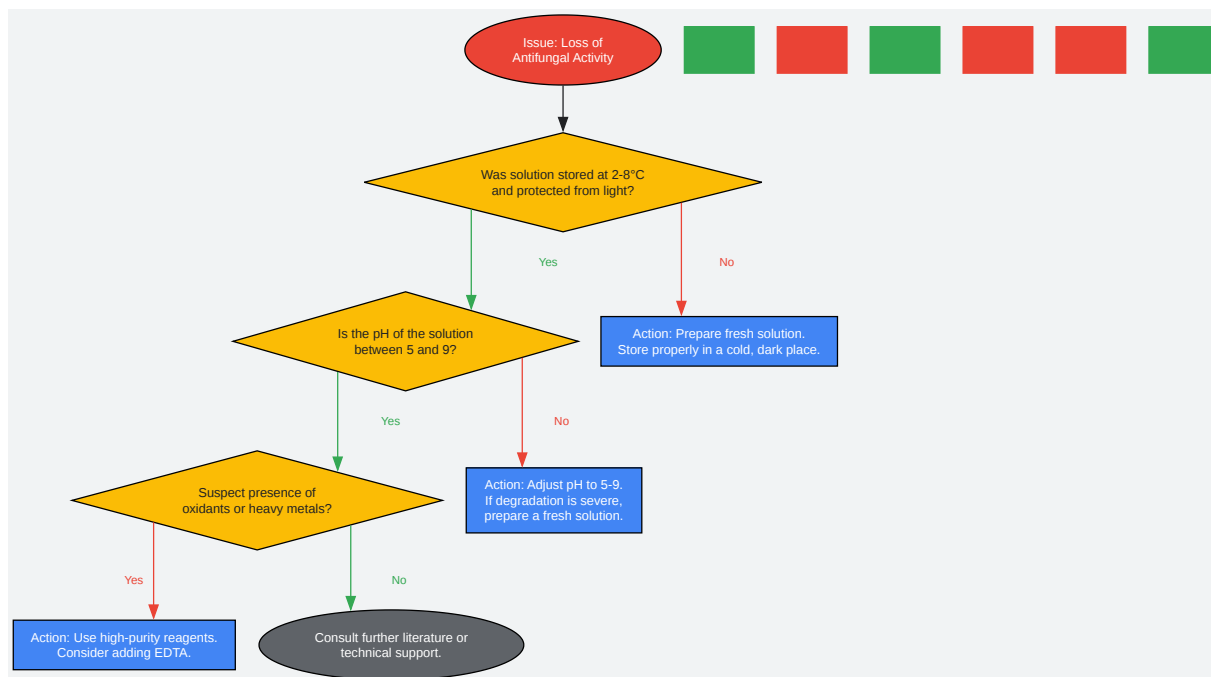 Issue: Loss of
Antifungal Activity
Was solution stored at 2-8°C
and protected from light?
Yes
No
Is the pH of the solution
between 5 and 9?
Action: Prepare fresh solution.
Store properly in a cold, dark place.
Yes
No
Suspect presence of
oxidants or heavy metals?
Action: Adjust pH to 5-9.
If degradation is severe,
prepare a fresh solution.
Yes
No
Action: Use high-purity reagents.
Consider adding EDTA.
Consult further literature or
technical support.